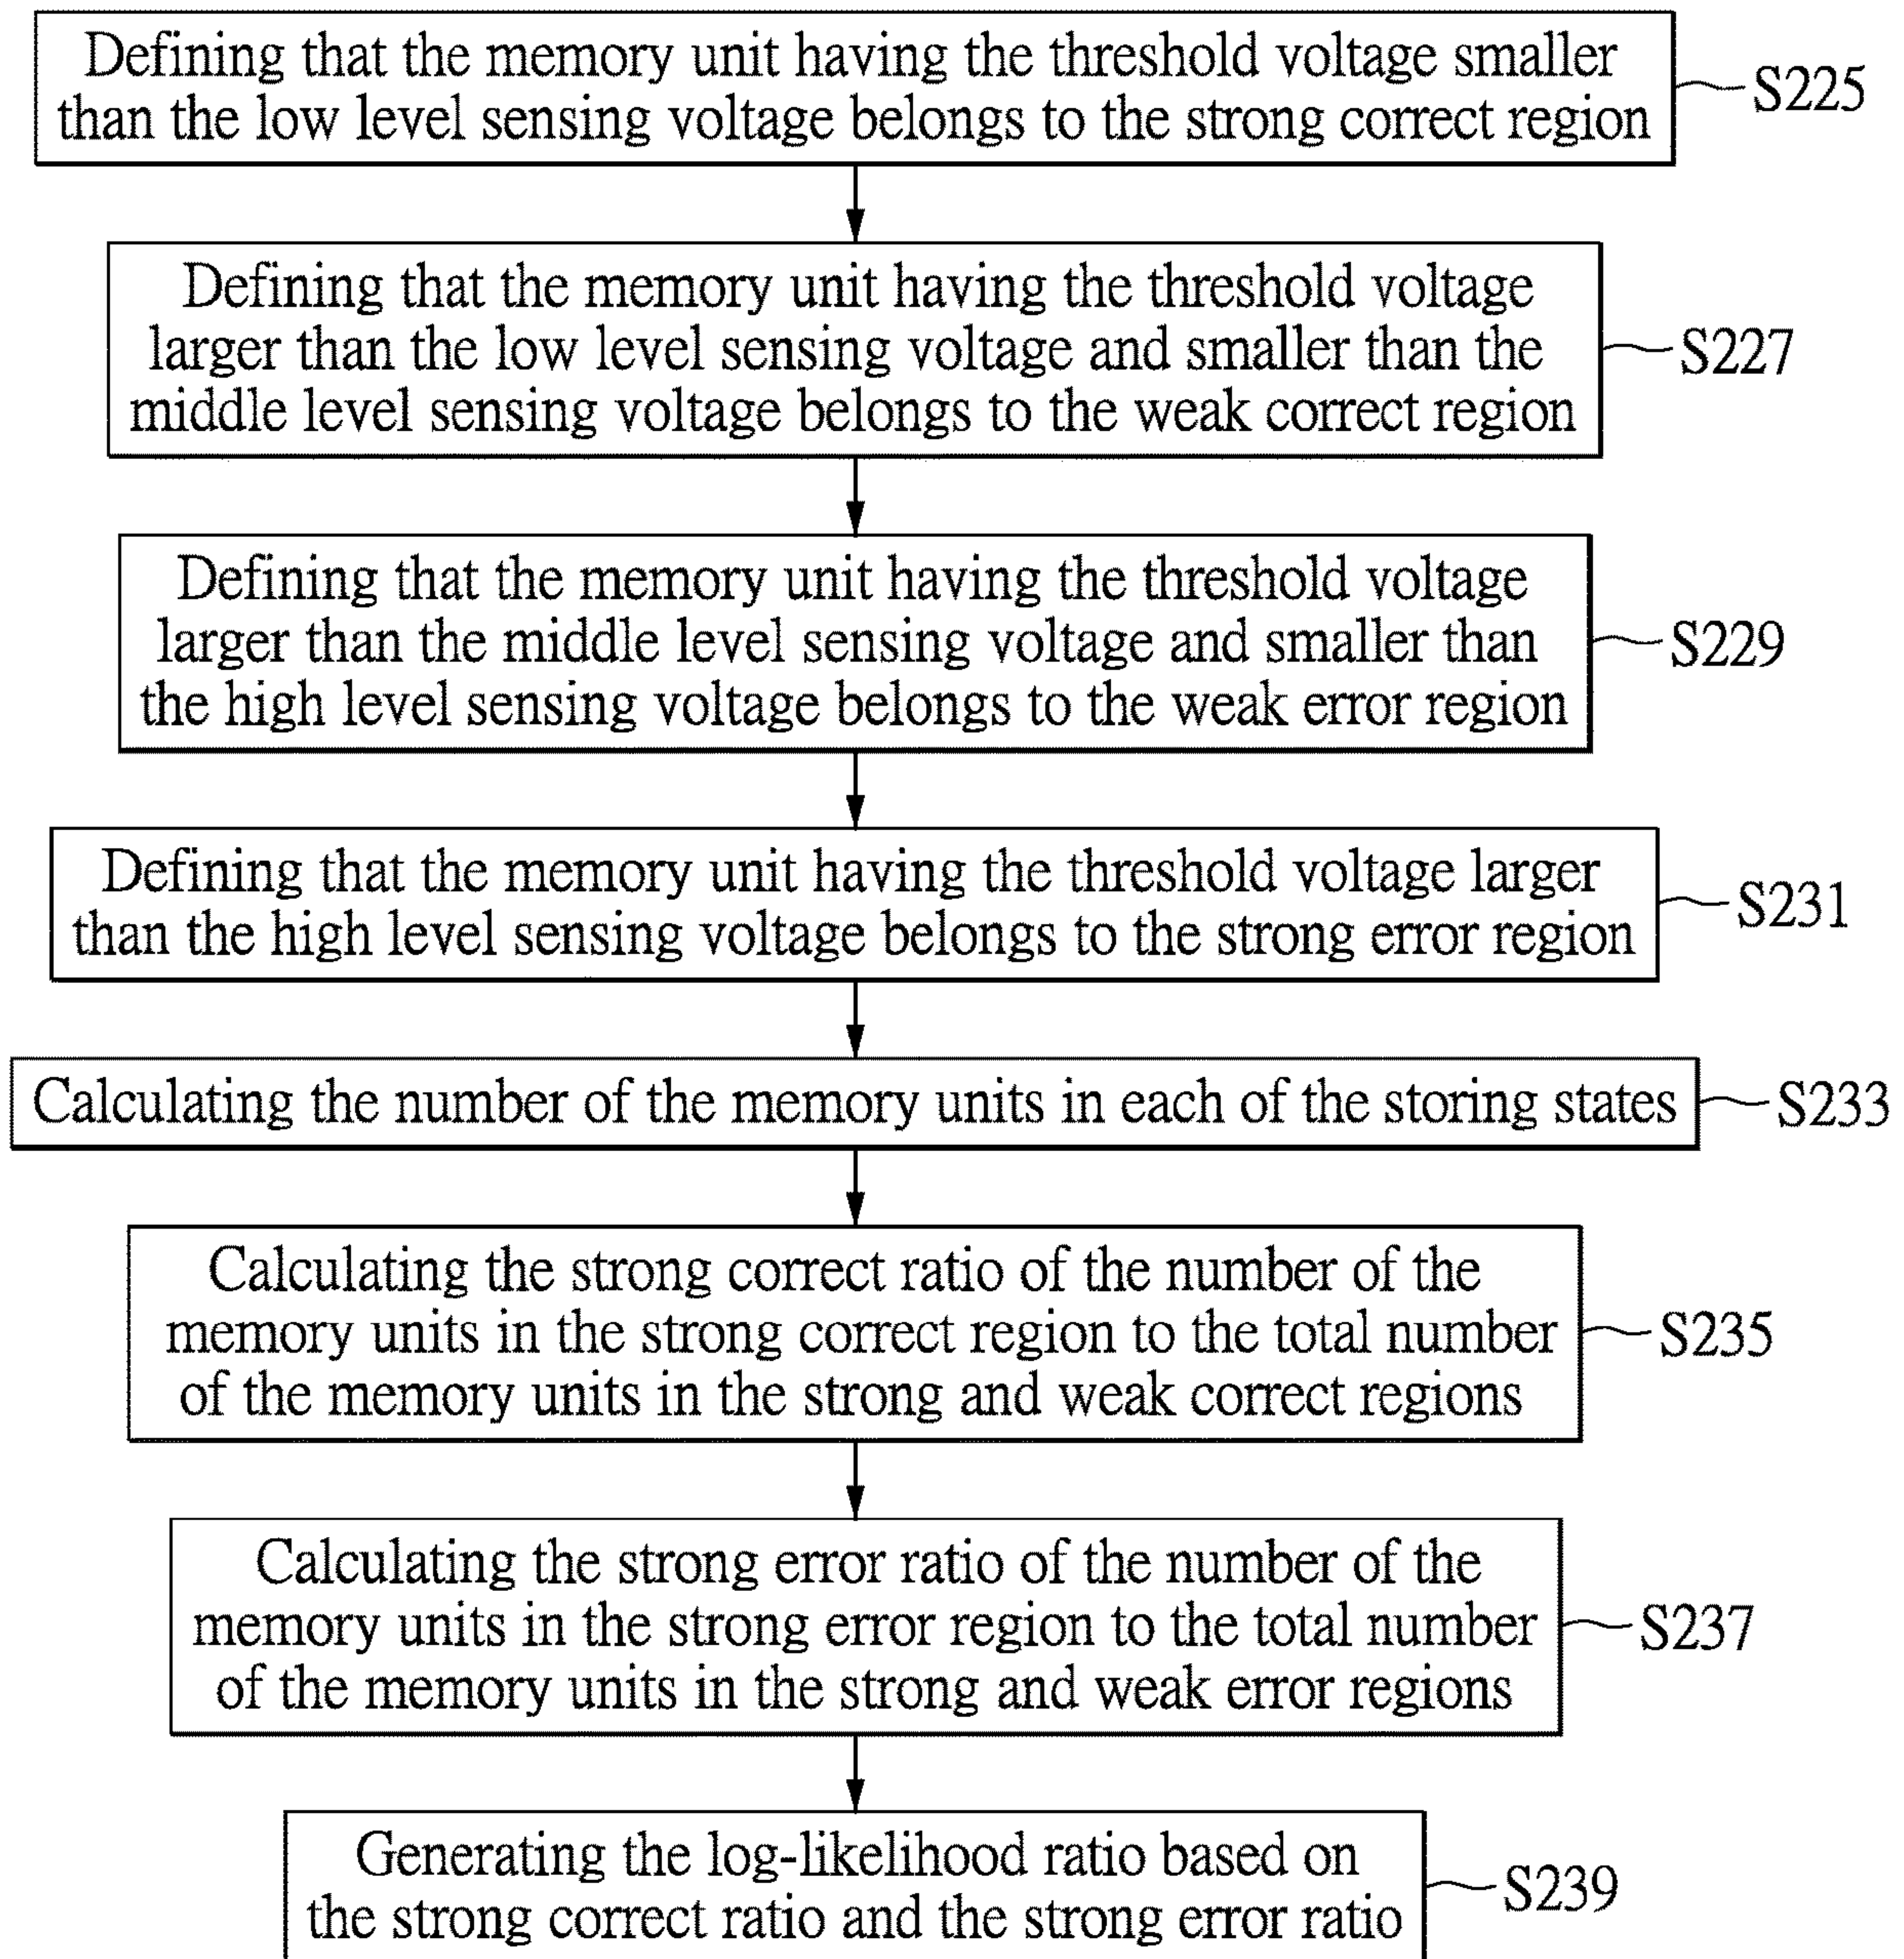 Defining that the memory unit having the threshold voltage smaller
than the low level sensing voltage belongs to the strong correct region
S225
Defining that the memory unit having the threshold voltage
larger than the low level sensing voltage and smaller than the
middle level sensing voltage belongs to the weak correct region
S227
Defining that the memory unit having the threshold voltage
larger than the middle level sensing voltage and smaller than
the high level sensing voltage belongs to the weak error region
S229
Defining that the memory unit having the threshold voltage larger
than the high level sensing voltage belongs to the strong error region
S231
Calculating the number of the memory units in each of the storing states
S233
Calculating the strong correct ratio of the number of the
memory units in the strong correct region to the total number
of the memory units in the strong and weak correct regions
S235
Calculating the strong error ratio of the number of the
memory units in the strong error region to the total number
of the memory units in the strong and weak error regions
S237
Generating the log-likelihood ratio based on
the strong correct ratio and the strong error ratio
S239